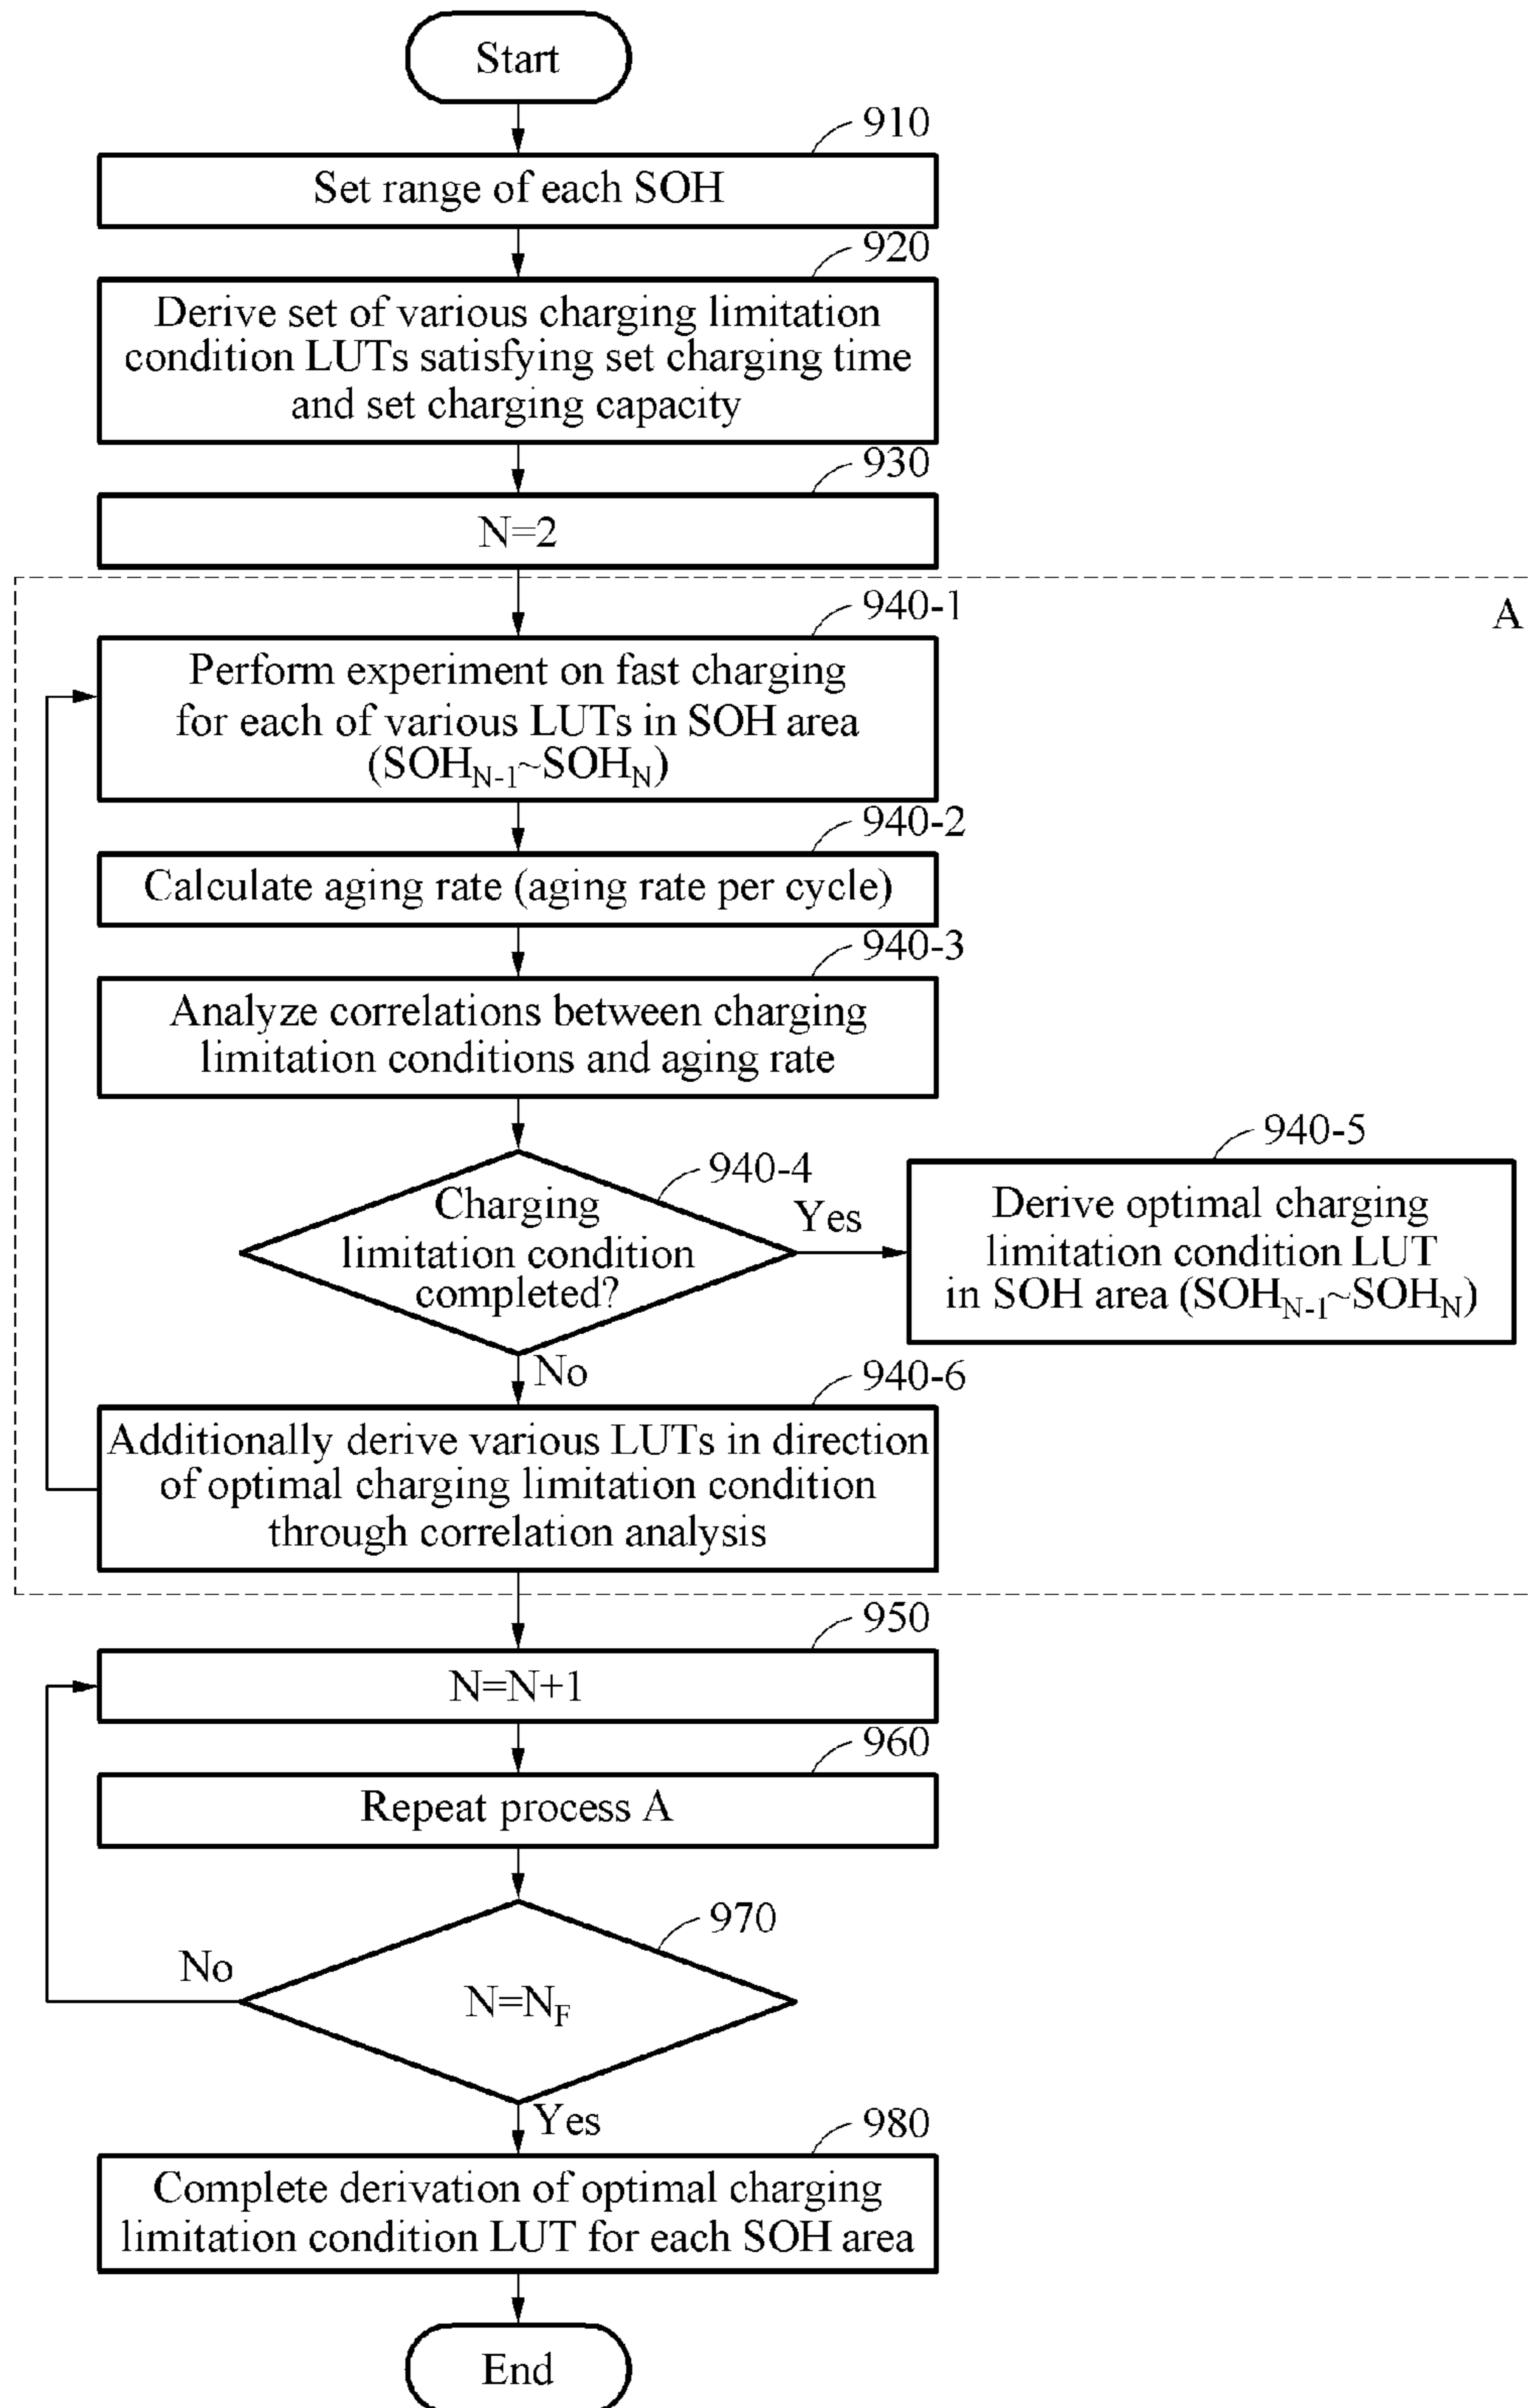 Start
910
Set range of each SOH
920
Derive set of various charging limitation
condition LUTs satisfying set charging time
and set charging capacity
930
N=2
A
940-1
Perform experiment on fast charging
for each of various LUTs in SOH area
(SOH_{N-1}~SOH_N)
940-2
Calculate aging rate (aging rate per cycle)
940-3
Analyze correlations between charging
limitation conditions and aging rate
940-4
Charging
limitation condition
completed?
Yes
940-5
Derive optimal charging
limitation condition LUT
in SOH area (SOH_{N-1}~SOH_N)
No
940-6
Additionally derive various LUTs in direction
of optimal charging limitation condition
through correlation analysis
950
N=N+1
960
Repeat process A
970
No
N=N_F
Yes
980
Complete derivation of optimal charging
limitation condition LUT for each SOH area
End